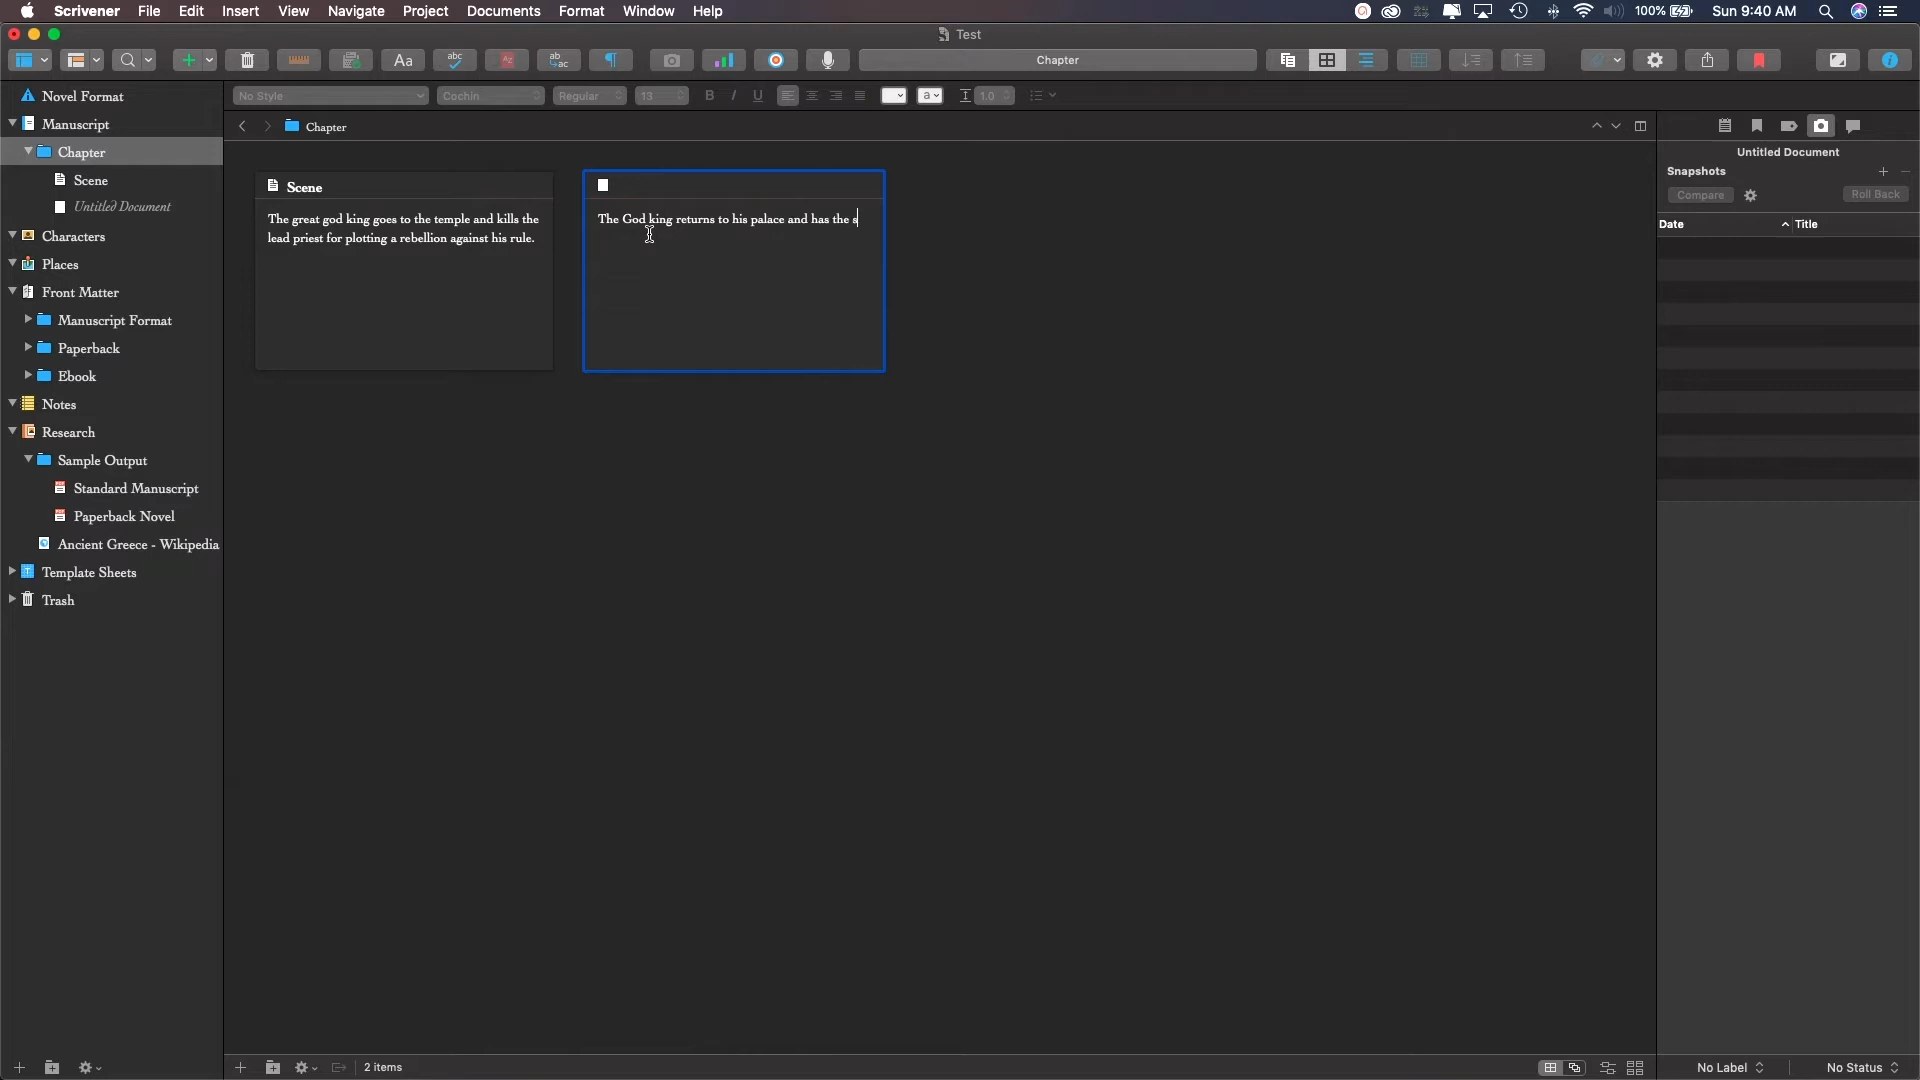 Scrivener File Edit Insert View Navigate Project Documents Format Window Help 100% Sun 9:40 AM
Test
Aa abc AZ ab ac ¶ Chapter
No Style Cochin Regular 13 B I U a 1.0
Novel Format
Manuscript
Chapter
Scene
Untitled Document
Characters
Places
Front Matter
Manuscript Format
Paperback
Ebook
Notes
Research
Sample Output
Standard Manuscript
Paperback Novel
Ancient Greece - Wikipedia
Template Sheets
Trash
Chapter
Scene
The great god king goes to the temple and kills the
lead priest for plotting a rebellion against his rule.
The God king returns to his palace and has the s
2 items
Untitled Document
Snapshots
Compare Roll Back
Date Title
No Label No Status